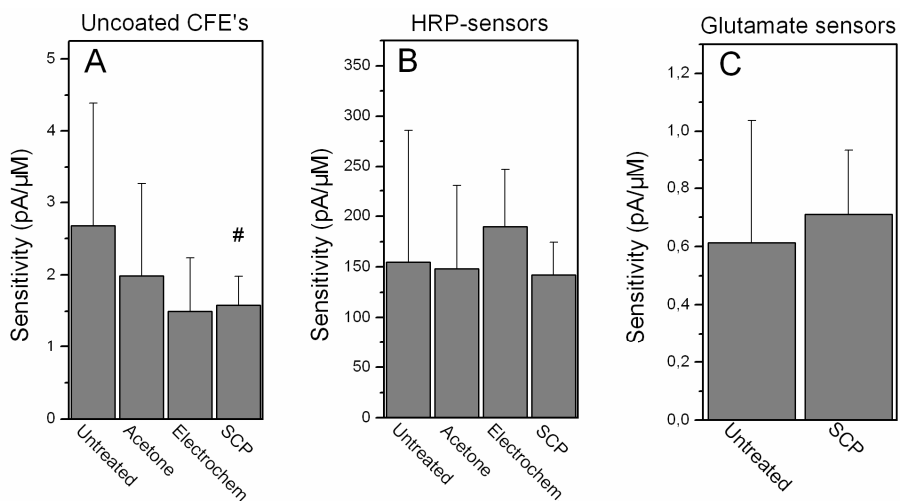 Uncoated CFE's
A
#
Sensitivity (pA/µM)
5
4
3
2
1
0
Untreated
Acetone
Electrochem
SCP
HRP-sensors
B
Sensitivity (pA/µM)
350
300
250
200
150
100
50
0
Untreated
Acetone
Electrochem
SCP
Glutamate sensors
C
Sensitivity (pA/µM)
1,2
1,0
0,8
0,6
0,4
0,2
0,0
Untreated
SCP